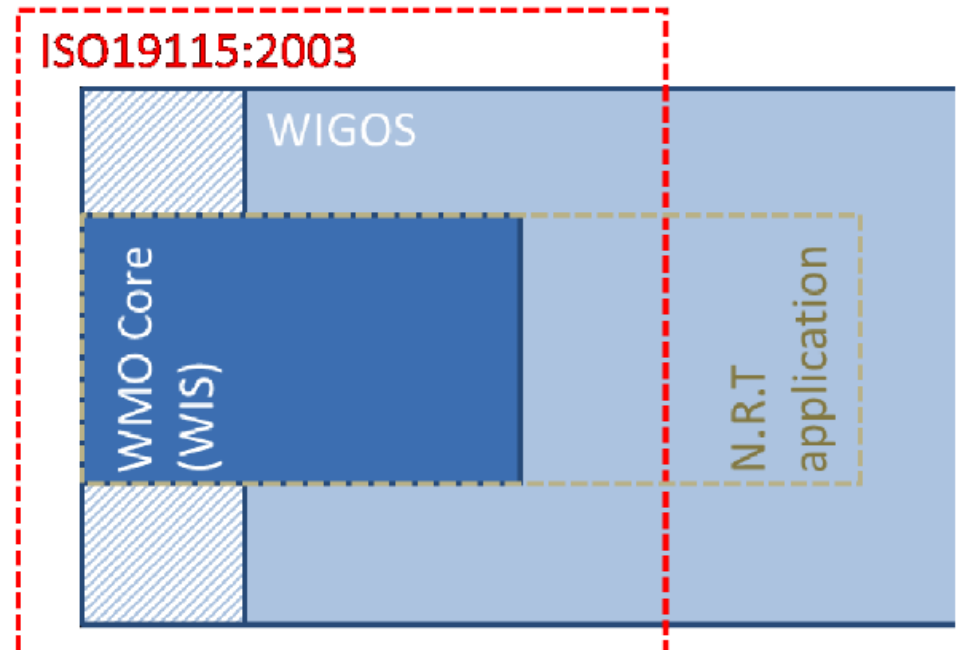 ISO19115:2003
WIGOS
WMO Core
(WIS)
N.R.T
application